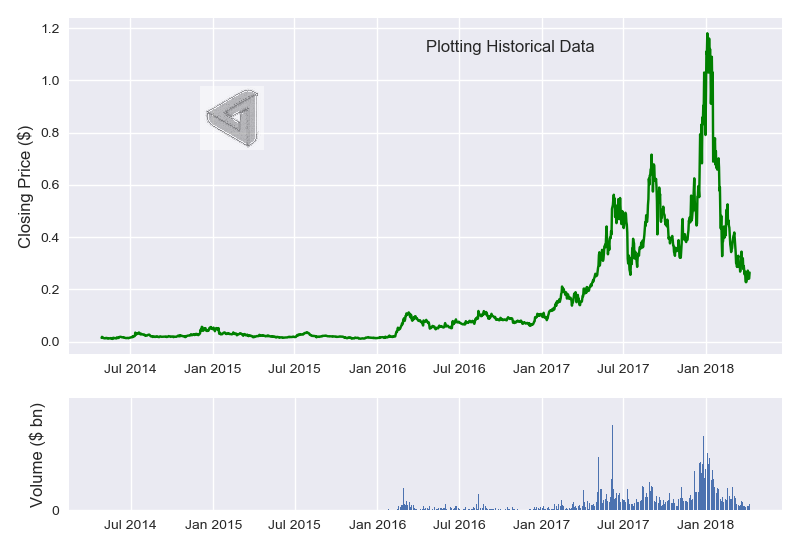 Plotting Historical Data
Closing Price ($)
1.2
1.0
0.8
0.6
0.4
0.2
0.0
Jul 2014 Jan 2015 Jul 2015 Jan 2016 Jul 2016 Jan 2017 Jul 2017 Jan 2018
Volume ($ bn)
0
Jul 2014 Jan 2015 Jul 2015 Jan 2016 Jul 2016 Jan 2017 Jul 2017 Jan 2018